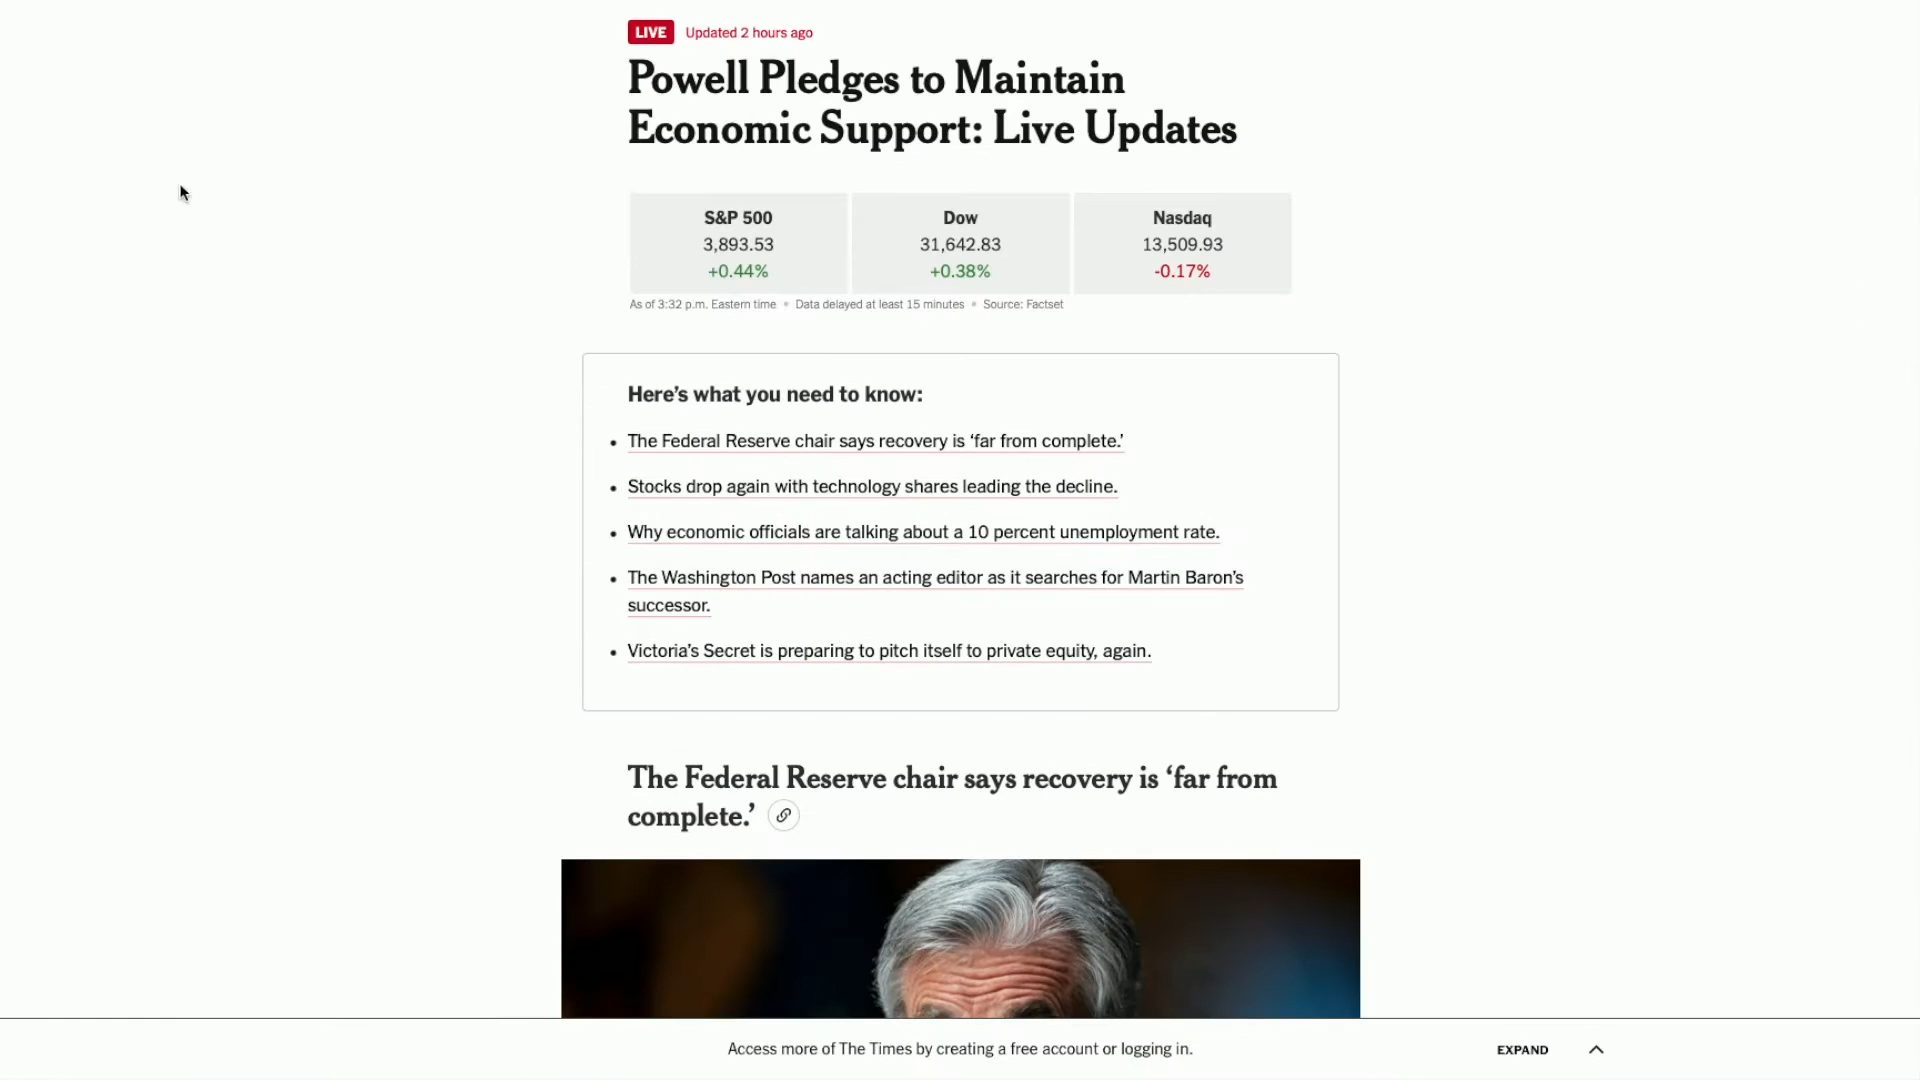 LIVE Updated 2 hours ago
Powell Pledges to Maintain
Economic Support: Live Updates
S&P 500 Dow Nasdaq
3,893.53 31,642.83 13,509.93
+0.44% +0.38% -0.17%
As of 3:32 p.m. Eastern time • Data delayed at least 15 minutes • Source: Factset
Here’s what you need to know:
• The Federal Reserve chair says recovery is ‘far from complete.’
• Stocks drop again with technology shares leading the decline.
• Why economic officials are talking about a 10 percent unemployment rate.
• The Washington Post names an acting editor as it searches for Martin Baron’s
successor.
• Victoria’s Secret is preparing to pitch itself to private equity, again.
The Federal Reserve chair says recovery is ‘far from
complete.’
Access more of The Times by creating a free account or logging in. EXPAND